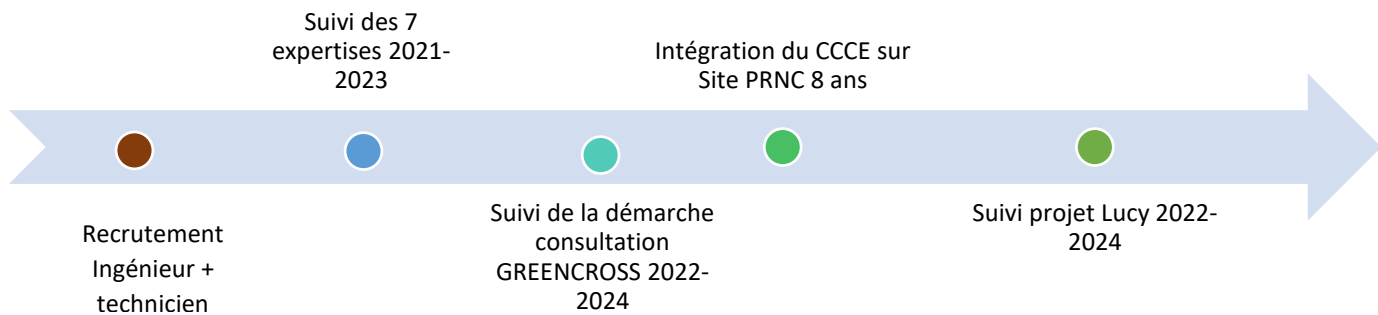 Suivi des 7
expertises 2021-
2023
Intégration du CCCE sur
Site PRNC 8 ans
Recrutement
Ingénieur +
technicien
Suivi de la démarche
consultation
GREENCROSS 2022-
2024
Suivi projet Lucy 2022-
2024